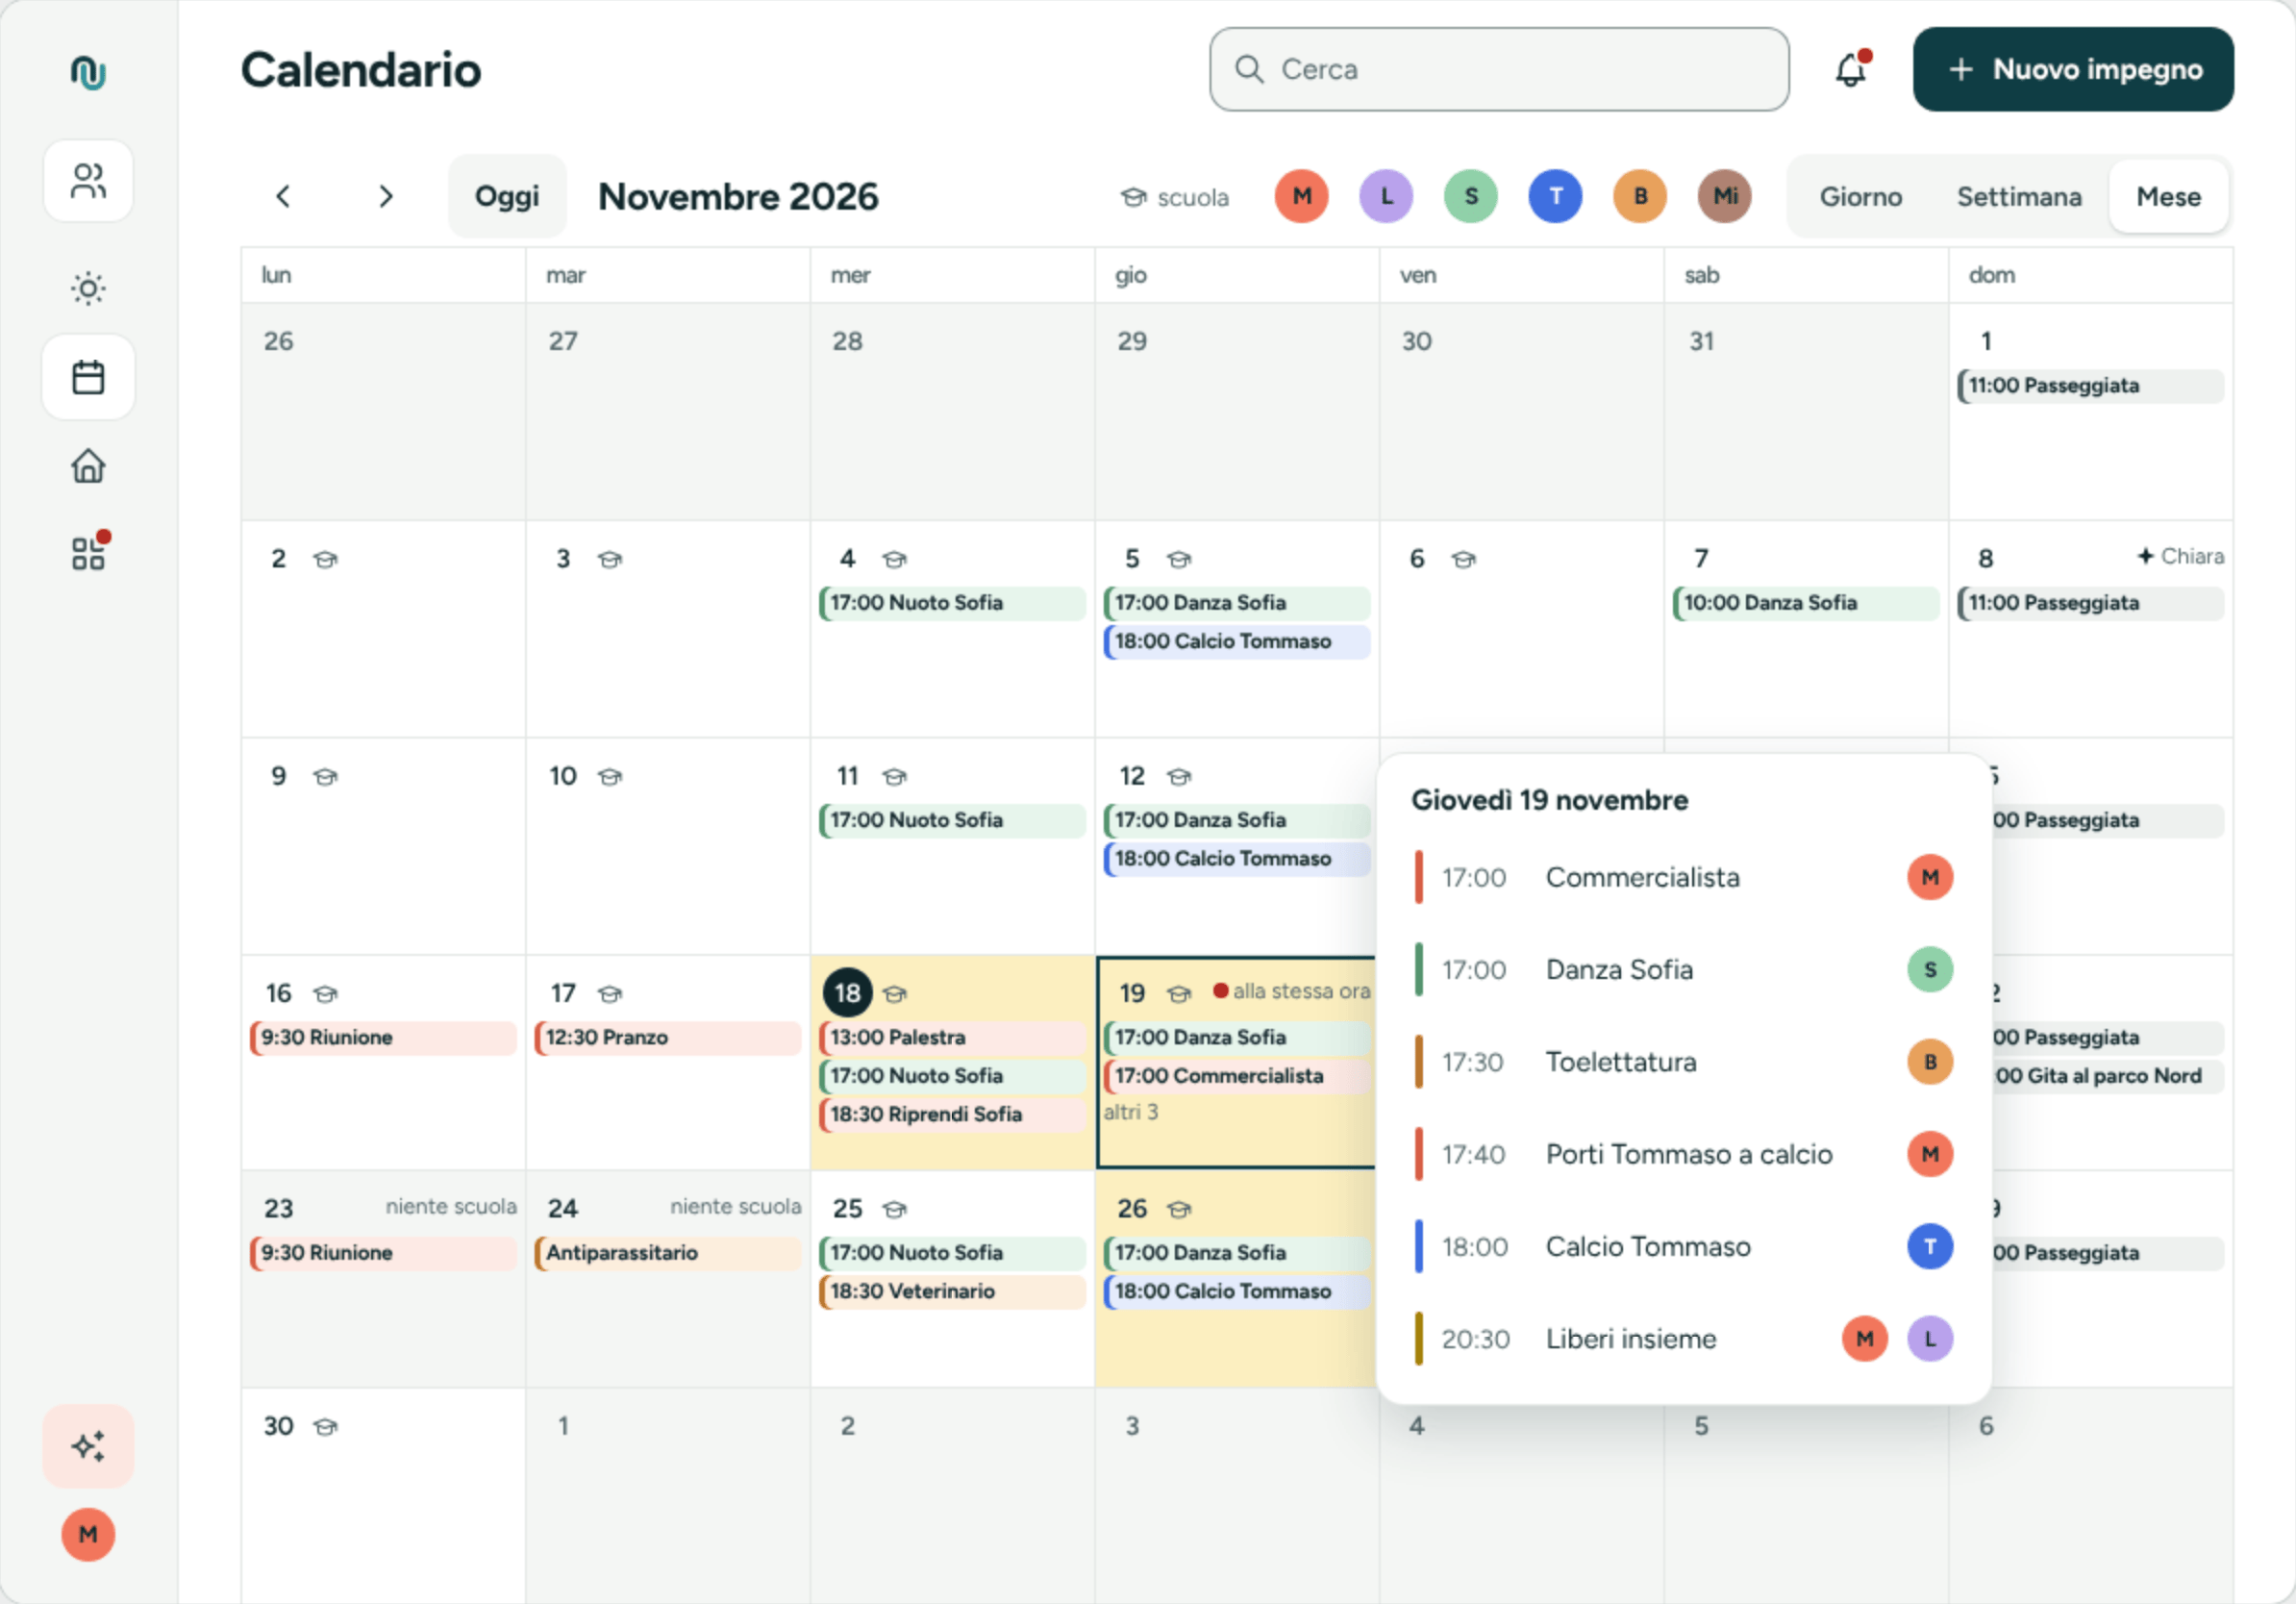 Calendario
Cerca
Nuovo impegno
Oggi
Novembre 2026
scuola
M
L
S
T
B
Mi
Giorno
Settimana
Mese
lun
mar
mer
gio
ven
sab
dom
26
27
28
29
30
31
1
11:00 Passeggiata
2
3
4
17:00 Nuoto Sofia
5
17:00 Danza Sofia
18:00 Calcio Tommaso
6
7
10:00 Danza Sofia
8
Chiara
11:00 Passeggiata
9
10
11
17:00 Nuoto Sofia
12
17:00 Danza Sofia
18:00 Calcio Tommaso
5
00 Passeggiata
16
9:30 Riunione
17
12:30 Pranzo
18
13:00 Palestra
17:00 Nuoto Sofia
18:30 Riprendi Sofia
19
alla stessa ora
17:00 Danza Sofia
17:00 Commercialista
altri 3
2
00 Passeggiata
00 Gita al parco Nord
23
niente scuola
9:30 Riunione
24
niente scuola
Antiparassitario
25
17:00 Nuoto Sofia
18:30 Veterinario
26
17:00 Danza Sofia
18:00 Calcio Tommaso
9
00 Passeggiata
30
1
2
3
4
5
6
Giovedì 19 novembre
17:00 Commercialista M
17:00 Danza Sofia S
17:30 Toelettatura B
17:40 Porti Tommaso a calcio M
18:00 Calcio Tommaso T
20:30 Liberi insieme M L
M